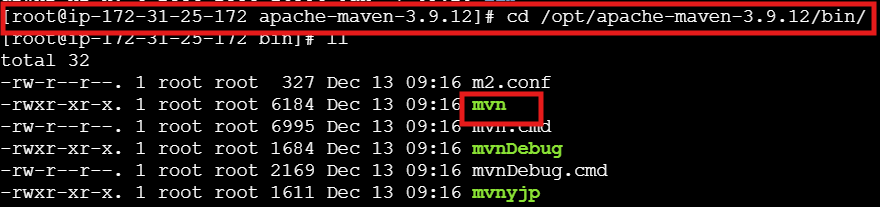 [root@ip-172-31-25-172 apache-maven-3.9.12]# cd /opt/apache-maven-3.9.12/bin/
[root@ip-172-31-25-172 bin]# ll
total 32
-rw-r--r--. 1 root root  327 Dec 13 09:16 m2.conf
-rwxr-xr-x. 1 root root 6184 Dec 13 09:16 mvn
-rw-r--r--. 1 root root 6995 Dec 13 09:16 mvn.cmd
-rwxr-xr-x. 1 root root 1684 Dec 13 09:16 mvnDebug
-rw-r--r--. 1 root root 2169 Dec 13 09:16 mvnDebug.cmd
-rwxr-xr-x. 1 root root 1611 Dec 13 09:16 mvnyjp